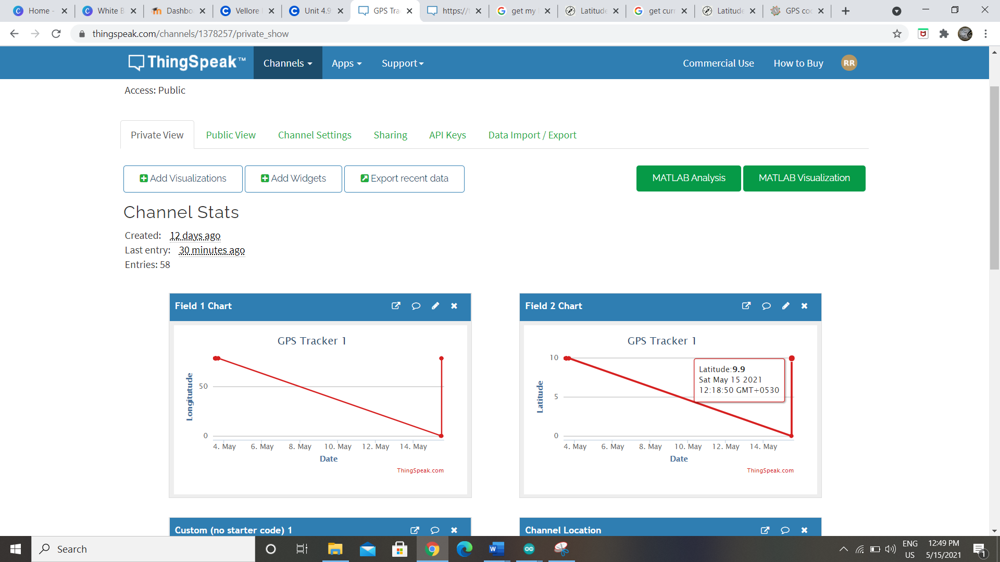 Home -
White B
Dashbo
Vellore
Unit 4.9
GPS Tra
https://t
get my
Latitude
get curr
Latitude
GPS coo
thingspeak.com/channels/1378257/private_show
ThingSpeak™
Channels
Apps
Support
Commercial Use
How to Buy
RR
Access: Public
Private View
Public View
Channel Settings
Sharing
API Keys
Data Import / Export
Add Visualizations
Add Widgets
Export recent data
MATLAB Analysis
MATLAB Visualization
Channel Stats
Created: 12 days ago
Last entry: 30 minutes ago
Entries: 58
Field 1 Chart
GPS Tracker 1
Longitutude
50
0
4. May 6. May 8. May 10. May 12. May 14. May
Date
ThingSpeak.com
Field 2 Chart
GPS Tracker 1
Latitude
10
5
0
Latitude:9.9
Sat May 15 2021
12:18:50 GMT+0530
4. May 6. May 8. May 10. May 12. May 14. May
Date
ThingSpeak.com
Custom (no starter code) 1
Channel Location
Search
ENG
US
12:49 PM
5/15/2021
1